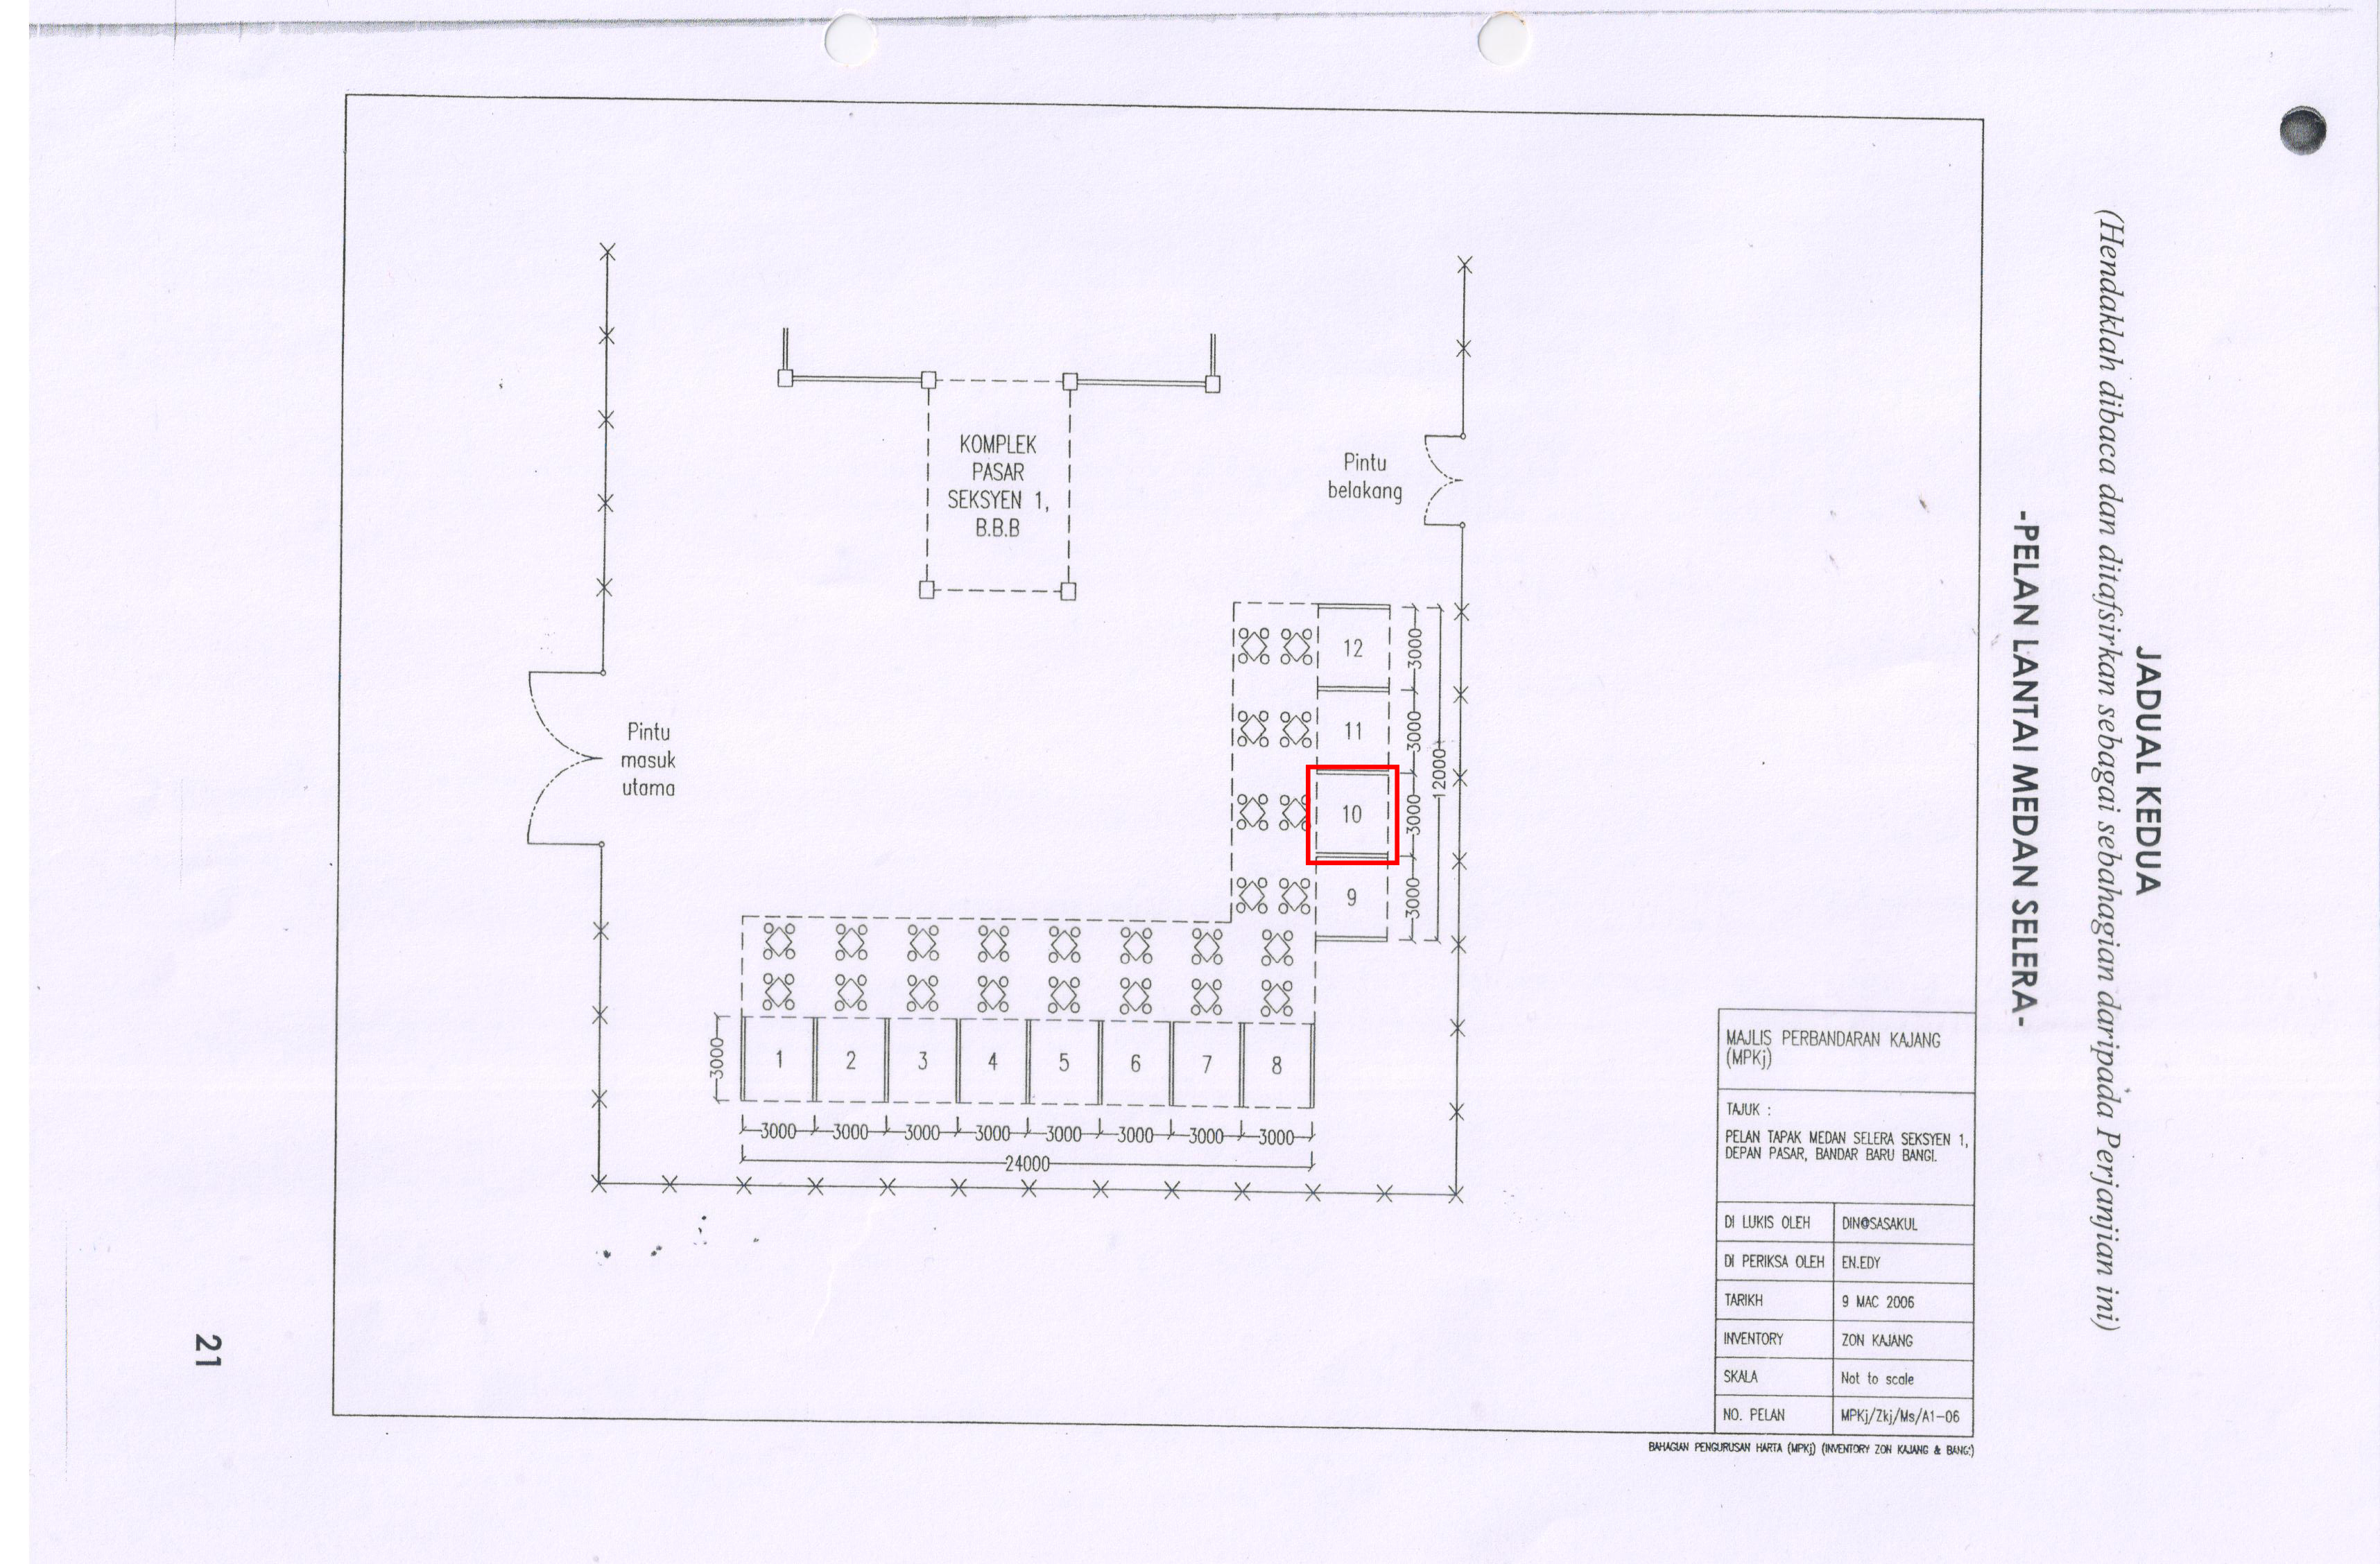 JADUAL KEDUA
(Hendaklah dibaca dan ditafsirkan sebagai sebahagian daripada Perjanjian ini)
-PELAN LANTAI MEDAN SELERA-
KOMPLEK
PASAR
SEKSYEN 1,
B.B.B
Pintu
belakang
Pintu
masuk
utama
12
11
10
9
3000
3000
3000
3000
12000
1 2 3 4 5 6 7 8
3000
3000 3000 3000 3000 3000 3000 3000 3000
24000
MAJLIS PERBANDARAN KAJANG
(MPKj)
TAJUK :
PELAN TAPAK MEDAN SELERA SEKSYEN 1,
DEPAN PASAR, BANDAR BARU BANGI.
DI LUKIS OLEH DIN@SASAKUL
DI PERIKSA OLEH EN.EDY
TARIKH 9 MAC 2006
INVENTORY ZON KAJANG
SKALA Not to scale
NO. PELAN MPKj/Zkj/Ms/A1-06
BAHAGIAN PENGURUSAN HARTA (MPKj) (INVENTORY ZON KAJANG &
21